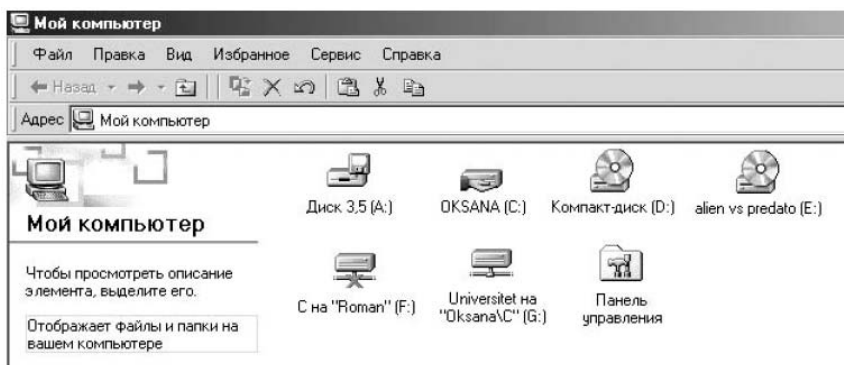 Мой компьютер
Файл Правка Вид Избранное Сервис Справка
Назад
Адрес Мой компьютер
Мой компьютер
Чтобы просмотреть описание
элемента, выделите его.
Отображает файлы и папки на
вашем компьютере
Диск 3,5 (A:) OKSANA (C:) Компакт-диск (D:) alien vs predato (E:)
C на "Roman" (F:)
Universitet на
"Oksana\C" (G:)
Панель
управления